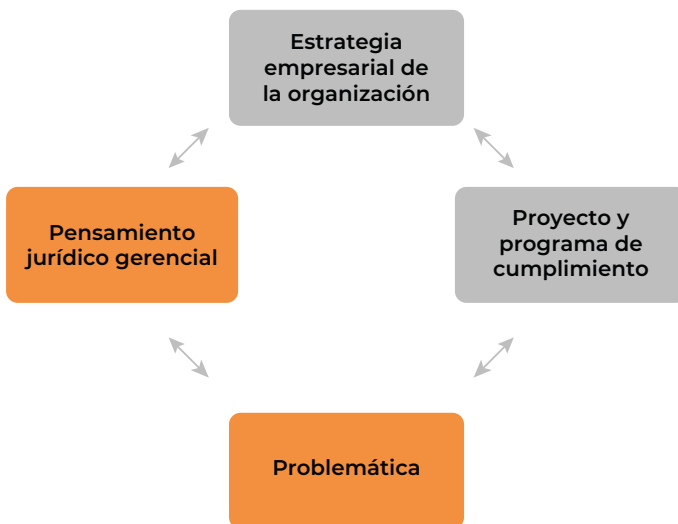 Estrategia
empresarial de
la organización
Pensamiento
jurídico gerencial
Proyecto y
programa de
cumplimiento
Problemática